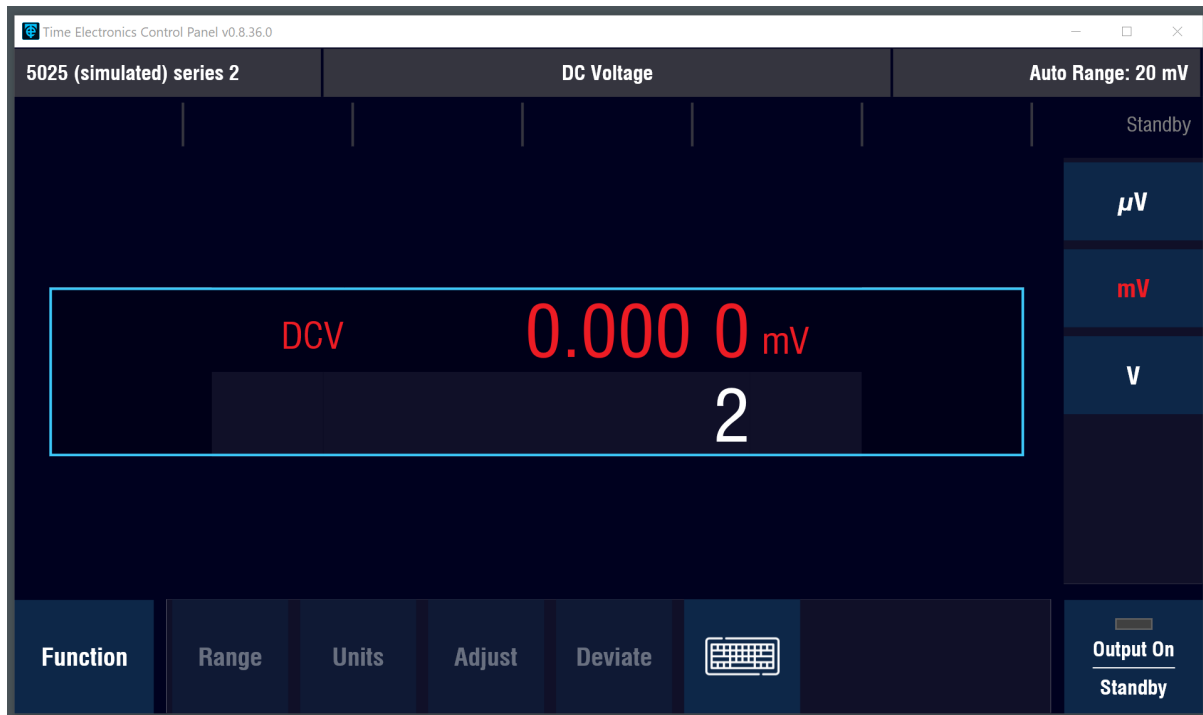 Time Electronics Control Panel v0.8.36.0
5025 (simulated) series 2
DC Voltage
Auto Range: 20 mV
Standby
µV
mV
V
DCV 0.000 0 mV
2
Function
Range
Units
Adjust
Deviate
Output On
Standby